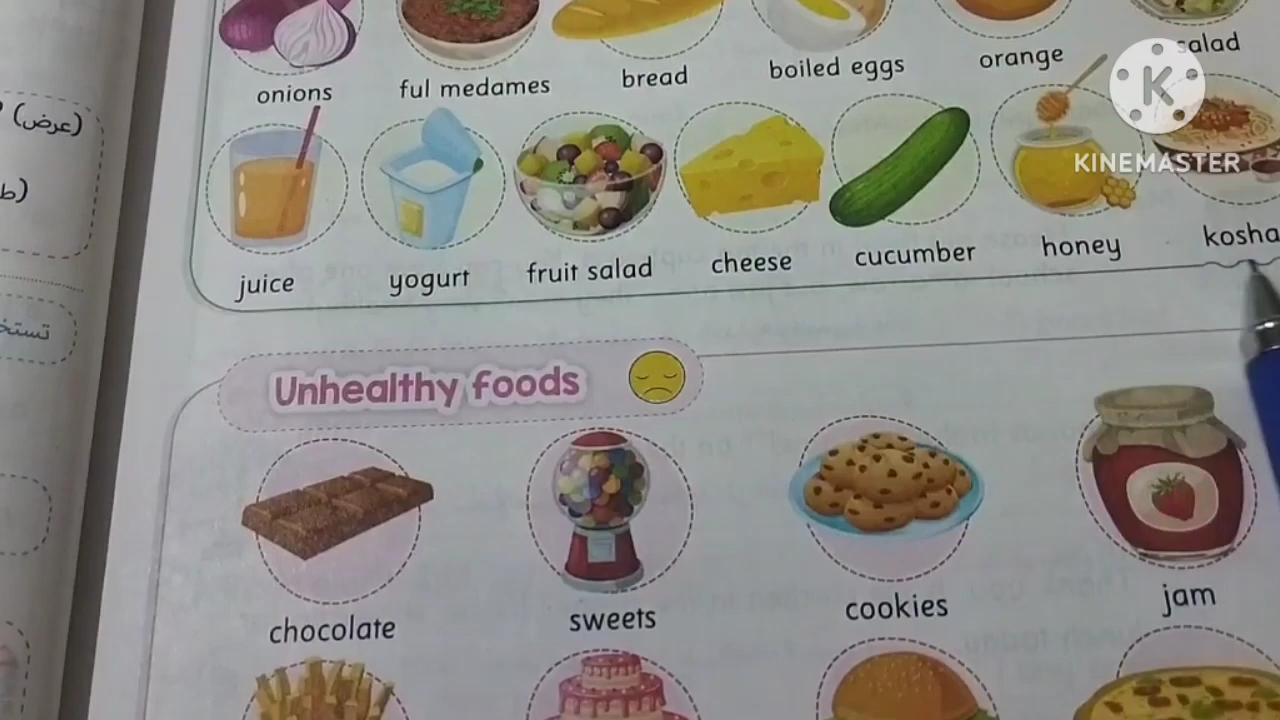 onions ful medames bread boiled eggs orange salad
(عرض)
KINEMASTER
juice yogurt fruit salad cheese cucumber honey kosha
Unhealthy foods
chocolate sweets cookies jam